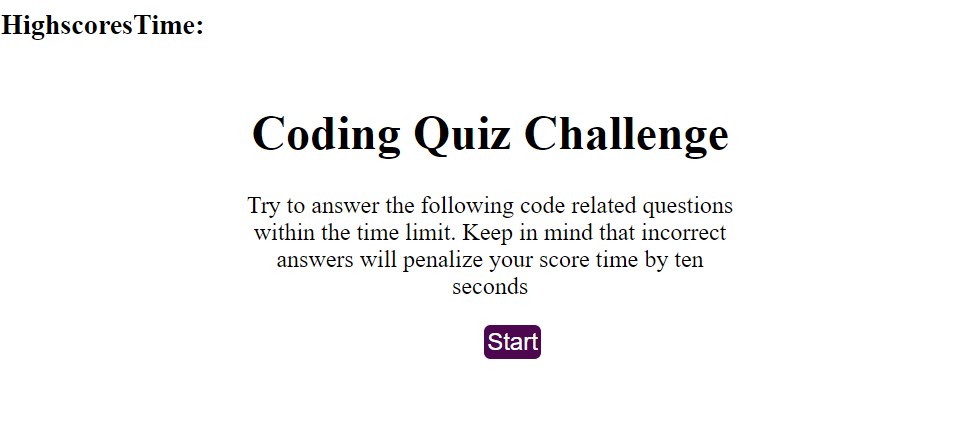 HighscoresTime:
Coding Quiz Challenge
Try to answer the following code related questions
within the time limit. Keep in mind that incorrect
answers will penalize your score time by ten
seconds
Start